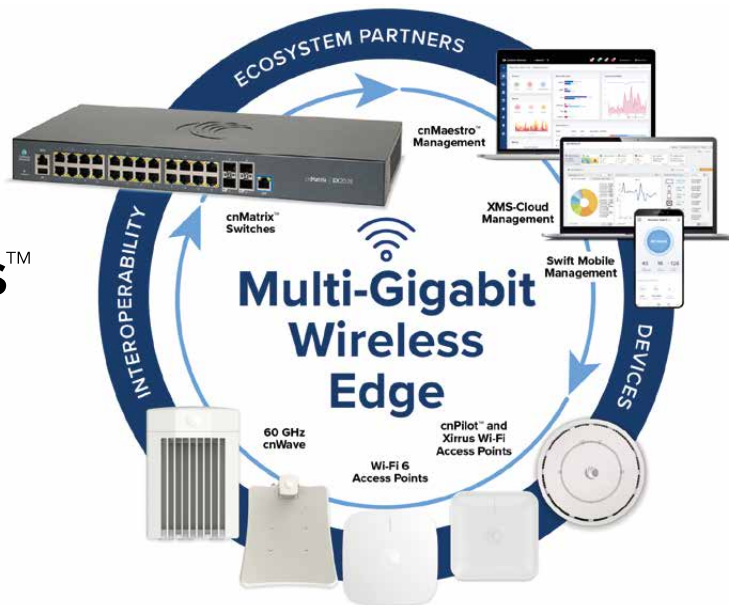 ECOSYSTEM PARTNERS
cnMaestro™
Management
cnMatrix™
Switches
XMS-Cloud
Management
Swift Mobile
Management
INTEROPERABILITY
DEVICES
s™
Multi-Gigabit
Wireless
Edge
60 GHz
cnWave
Wi-Fi 6
Access Points
cnPilot™ and
Xirrus Wi-Fi
Access Points